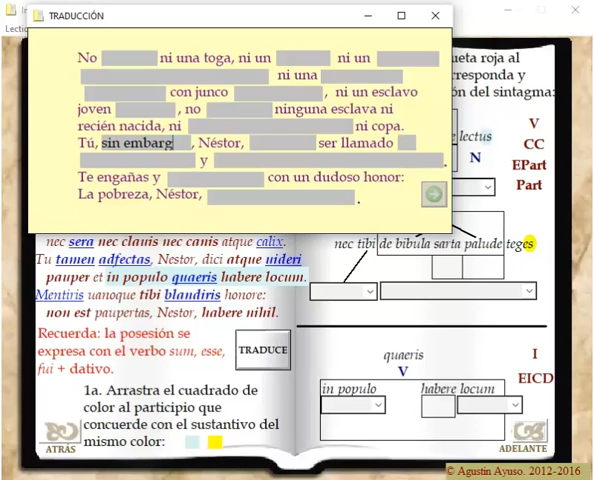 TRADUCCIÓN
No ni una toga, ni un ni un
ni una
con junco , ni un esclavo
joven , no ninguna esclava ni
recién nacida, ni ni copa.
Tú, sin embarg , Néstor, ser llamado
y .
Te engañas y con un dudoso honor:
La pobreza, Néstor, .
Lectio
ueta roja al
rresponda y
ón del sintagma:
e lectus
N
V
CC
EPart
Part
nec tibi de bibula sarta palude teges
nec sera nec clauis nec canis atque calix.
Tu tamen adfectas, Nestor, dici atque uideri
pauper et in populo quaeris habere locum.
Mentiris uanoque tibi blandiris honore:
non est paupertas, Nestor, habere nihil.
Recuerda: la posesión se
expresa con el verbo sum, esse,
fui + dativo.
TRADUCE
1a. Arrastra el cuadrado de
color al participio que
concuerde con el sustantivo del
mismo color:
ATRÁS
quaeris
V
I
EICD
in populo habere locum
ADELANTE
© Agustín Ayuso. 2012-2016